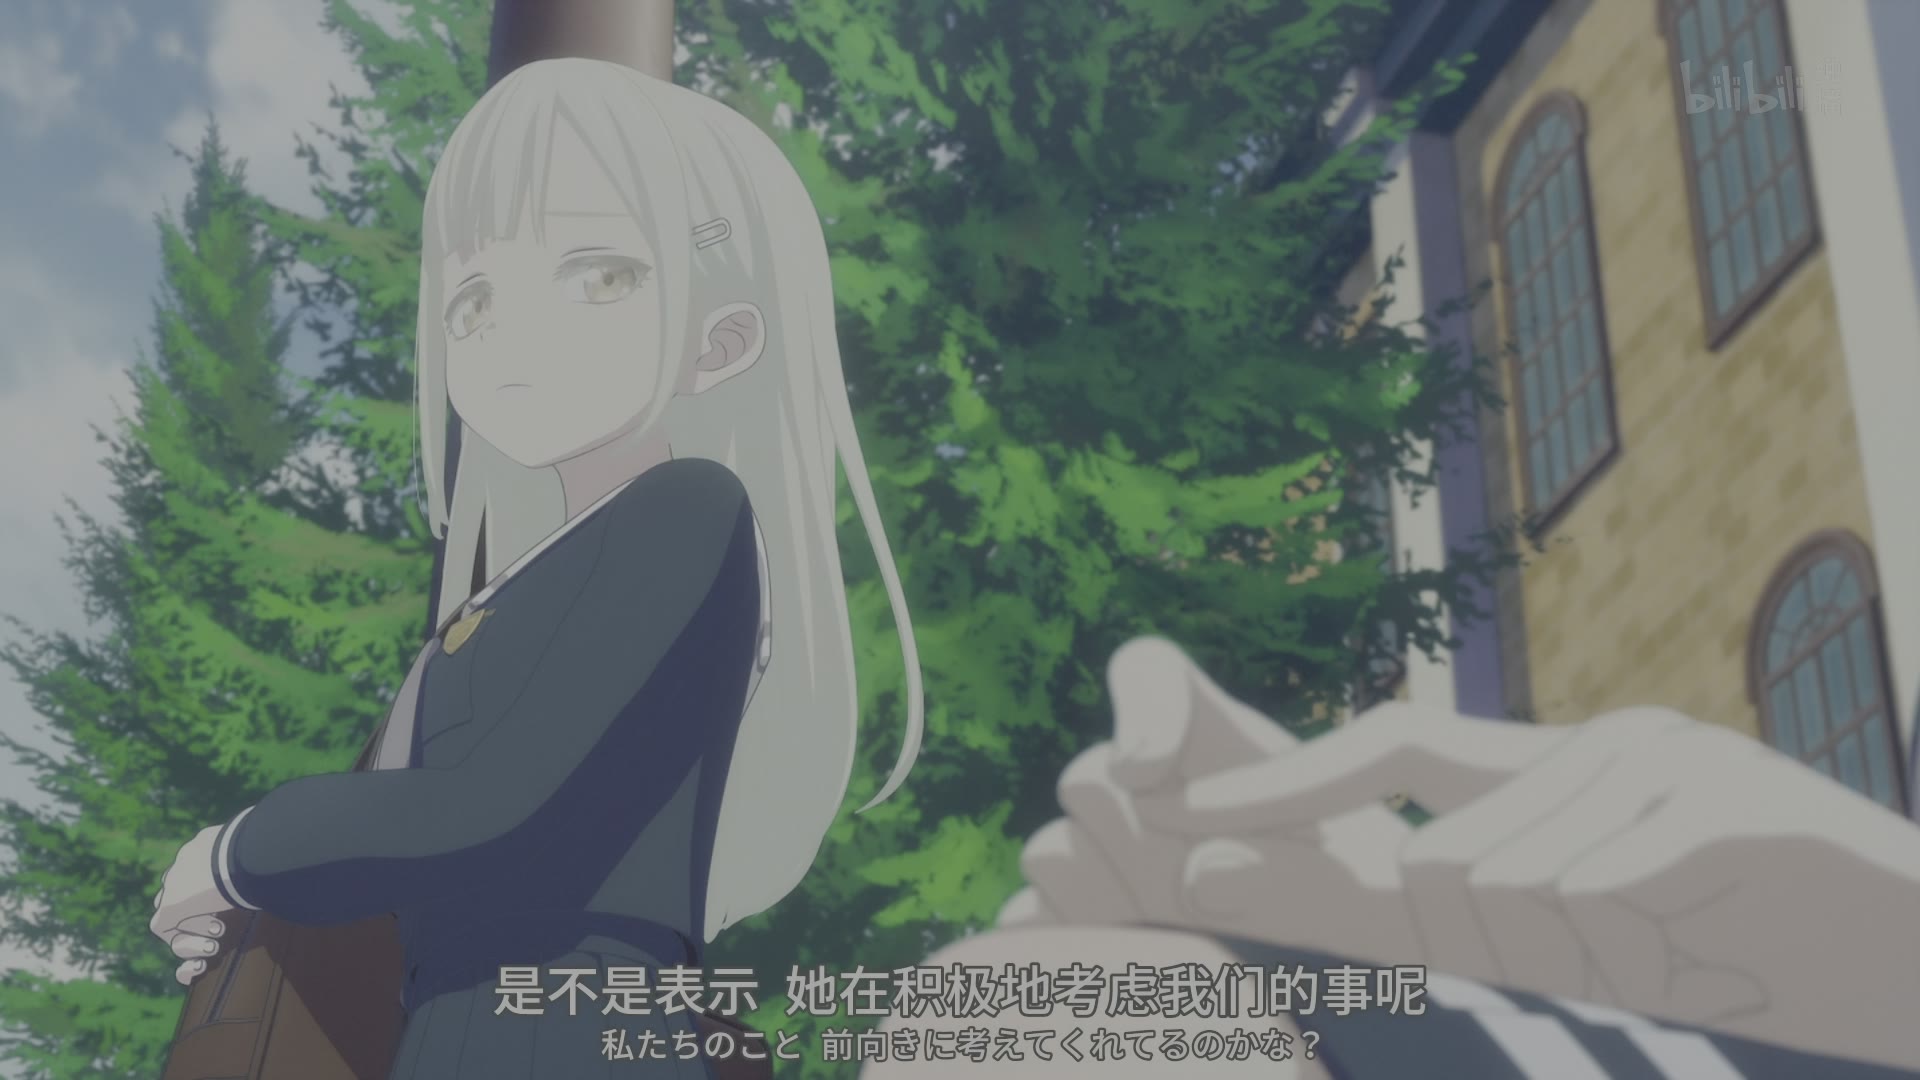 bilibili
是不是表示 她在积极地考虑我们的事呢
私たちのこと 前向きに考えてくれてるのかな？